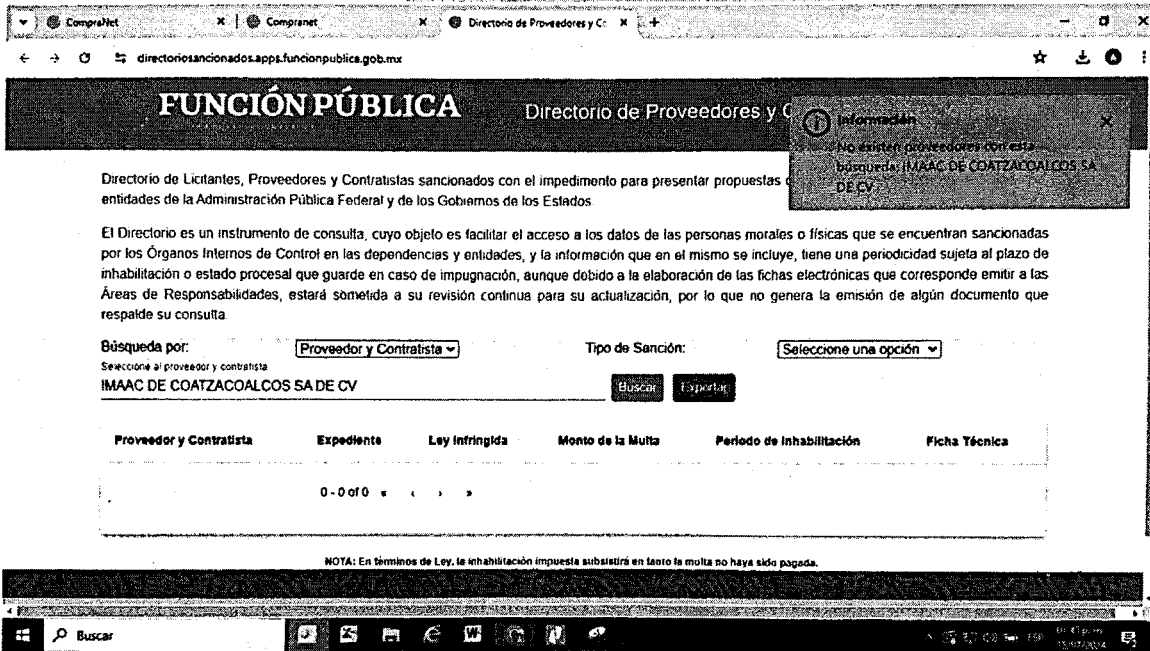 CompraNet
Compranet
Directorio de Proveedores y C
directoriosancionados.apps.funcionpublica.gob.mx
FUNCIÓN PÚBLICA
Directorio de Proveedores y C
Información
No existen proveedores con esta
búsqueda: IMAAC DE COATZACOALCOS SA
DE CV
Directorio de Licitantes, Proveedores y Contratistas sancionados con el impedimento para presentar propuestas
entidades de la Administración Pública Federal y de los Gobiernos de los Estados
El Directorio es un instrumento de consulta, cuyo objeto es facilitar el acceso a los datos de las personas morales o físicas que se encuentran sancionadas
por los Órganos Internos de Control en las dependencias y entidades, y la información que en el mismo se incluye, tiene una periodicidad sujeta al plazo de
inhabilitación o estado procesal que guarde en caso de impugnación, aunque debido a la elaboración de las fichas electrónicas que corresponde emitir a las
Áreas de Responsabilidades, estará sometida a su revisión continua para su actualización, por lo que no genera la emisión de algún documento que
respalde su consulta.
Búsqueda por: Proveedor y Contratista Tipo de Sanción: Seleccione una opción
Seleccione al proveedor y contratista
IMAAC DE COATZACOALCOS SA DE CV Buscar Exportar
Proveedor y Contratista Expediente Ley Infringida Monto de la Multa Periodo de Inhabilitación Ficha Técnica
0 - 0 of 0 « ‹ › »
NOTA: En términos de Ley, la inhabilitación impuesta subsistirá en tanto la multa no haya sido pagada.
Buscar
ESP
15/07/2024